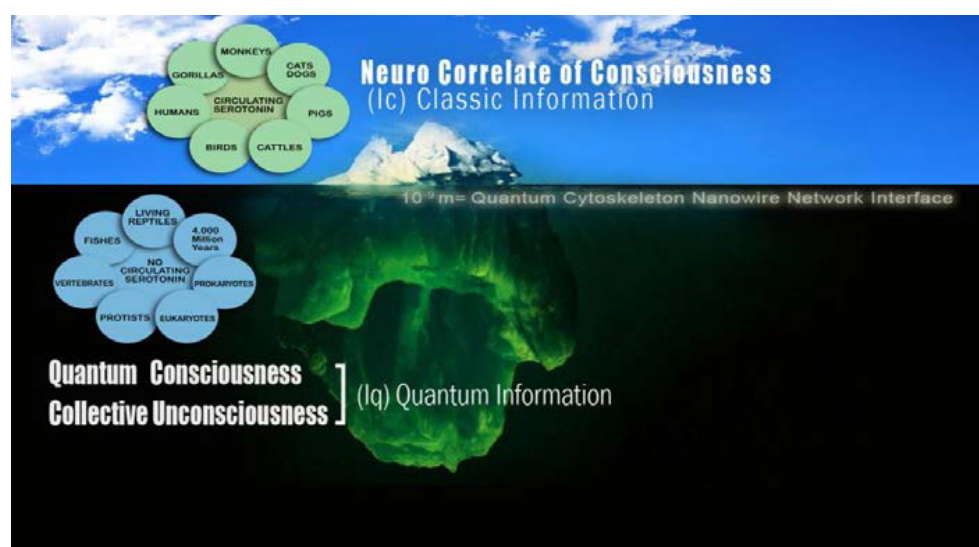 MONKEYS
GORILLAS
CATS
DOGS
CIRCULATING
SEROTONIN
HUMANS
PIGS
BIRDS
CATTLES
Neuro Correlate of Consciousness
(Ic) Classic Information
m= Quantum Cytoskeleton Nanowire Network Interface
LIVING
REPTILES
FISHES
4.000
Million
Years
NO
CIRCULATING
SEROTONIN
VERTEBRATES
PROKARYOTES
PROTISTS
EUKARYOTES
Quantum Consciousness
Collective Unconsciousness
(Iq) Quantum Information